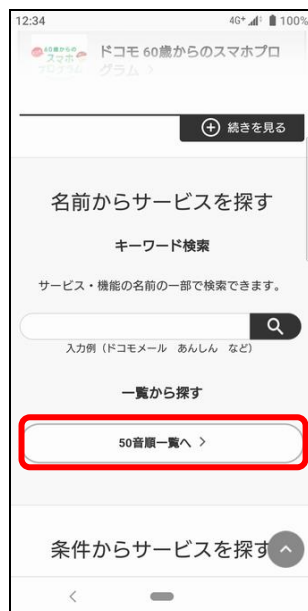 12:34 4G+ 100%
60歳からの
スマホ
プログラム
ドコモ 60歳からのスマホプロ
グラム >
続きを見る
名前からサービスを探す
キーワード検索
サービス・機能の名前の一部で検索できます。
入力例（ドコモメール　あんしん　など）
一覧から探す
50音順一覧へ >
条件からサービスを探す